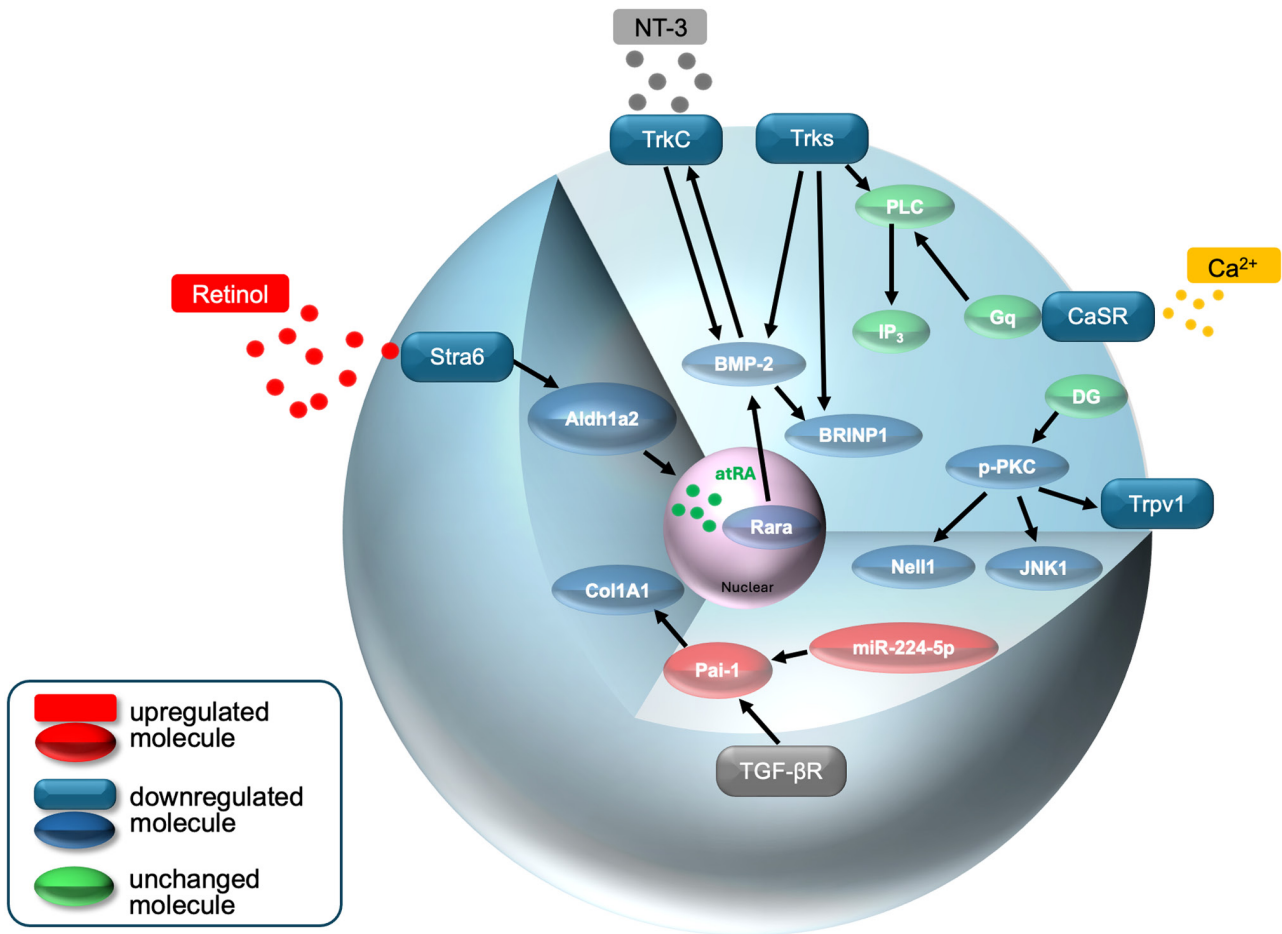 NT-3
TrkC
Trks
PLC
Ca²⁺
Retinol
Gq
CaSR
IP₃
Stra6
BMP-2
DG
Aldh1a2
BRINP1
p-PKC
atRA
Trpv1
Rara
Nell1
JNK1
Nuclear
Col1A1
miR-224-5p
Pai-1
TGF-βR
upregulated
molecule
downregulated
molecule
unchanged
molecule